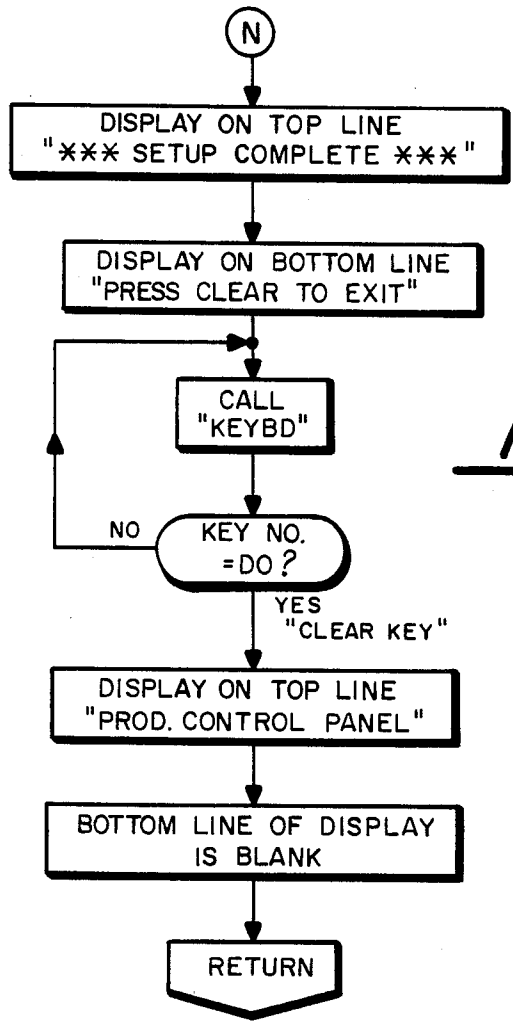 N
DISPLAY ON TOP LINE
"*** SETUP COMPLETE ***"
DISPLAY ON BOTTOM LINE
"PRESS CLEAR TO EXIT"
CALL
"KEYBD"
NO
KEY NO.
=DO?
YES
"CLEAR KEY"
DISPLAY ON TOP LINE
"PROD. CONTROL PANEL"
BOTTOM LINE OF DISPLAY
IS BLANK
RETURN